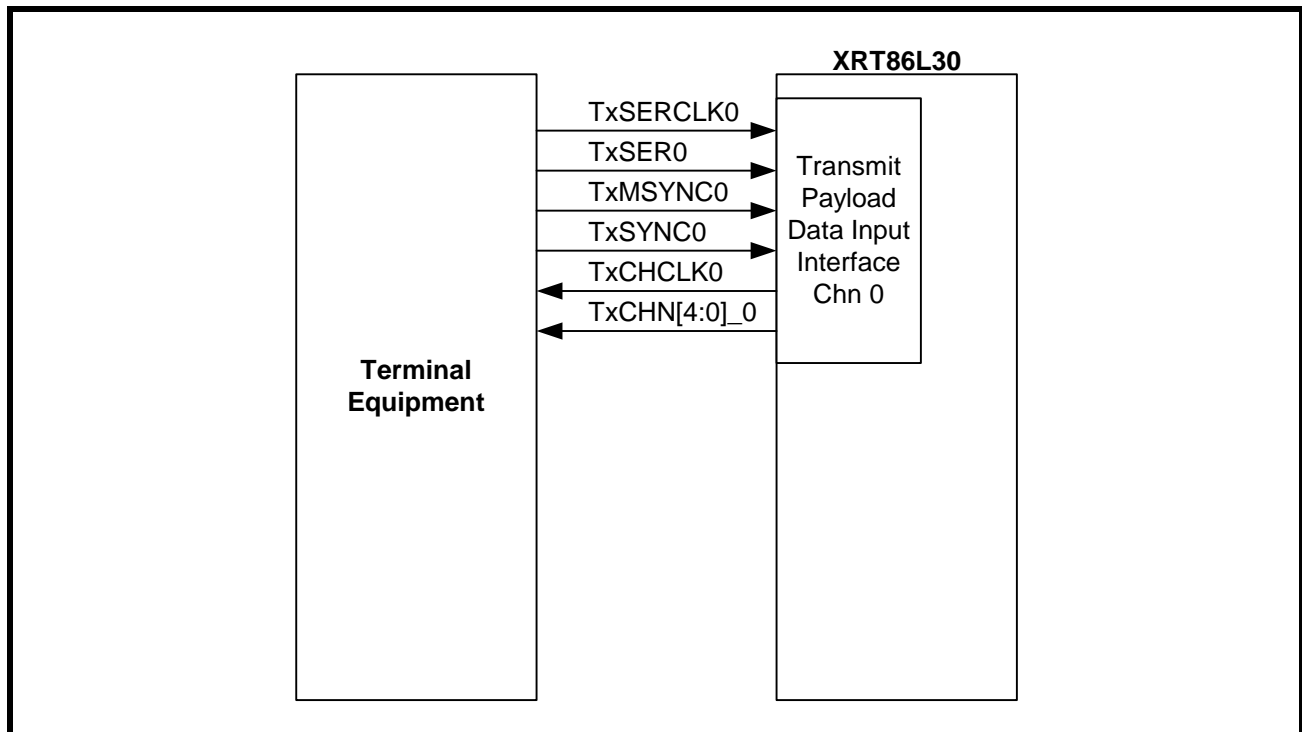 XRT86L30
TxSERCLK0
TxSER0
TxMSYNC0
TxSYNC0
TxCHCLK0
TxCHN[4:0]_0
Transmit
Payload
Data Input
Interface
Chn 0
Terminal
Equipment